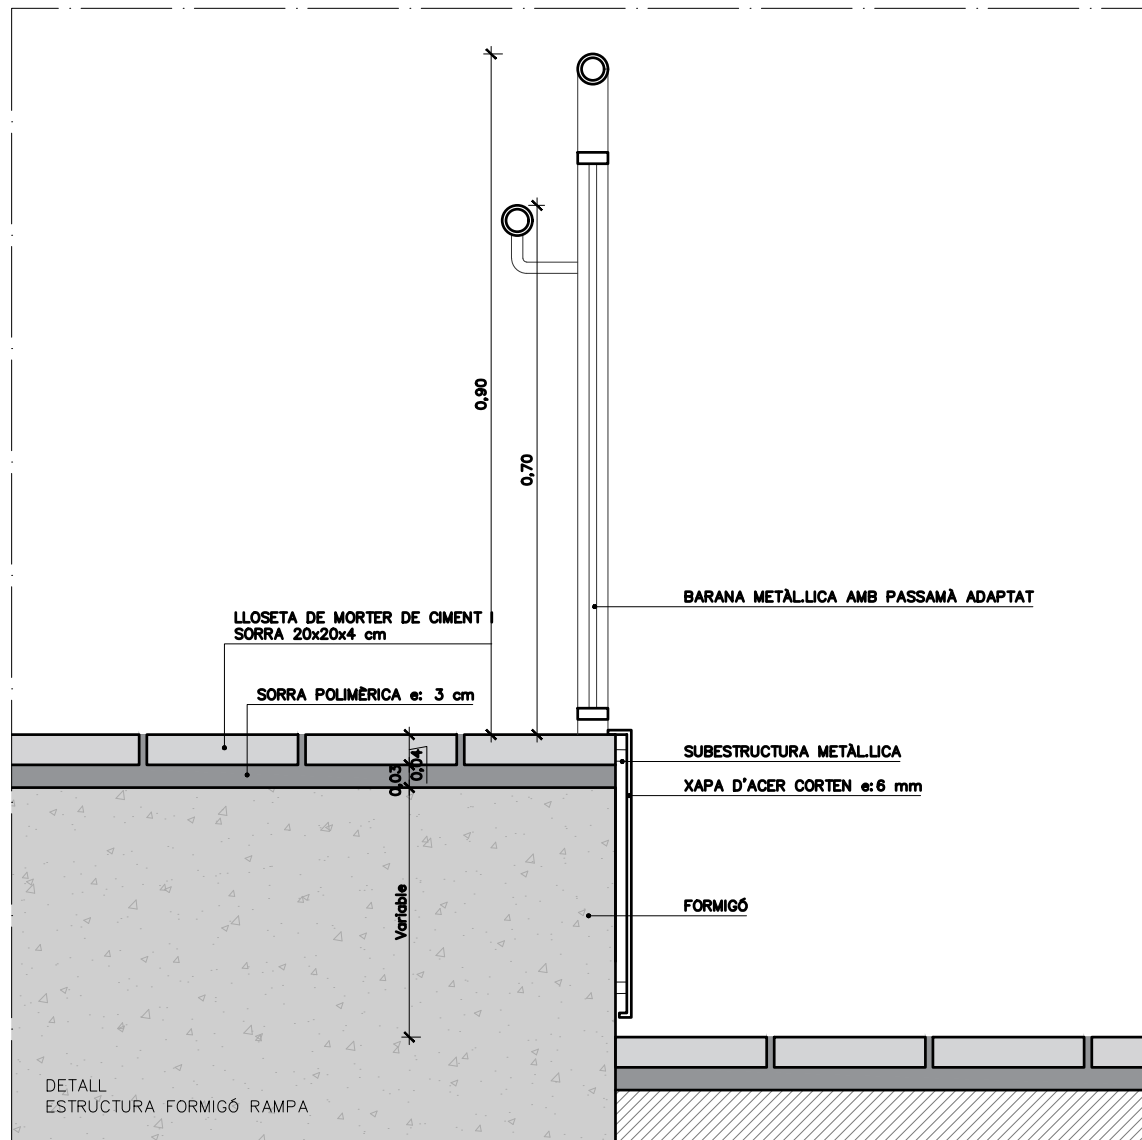 0,90
0,70
BARANA METÀL.LICA AMB PASSAMÀ ADAPTAT
LLOSETA DE MORTER DE CIMENT I
SORRA 20x20x4 cm
SORRA POLIMÈRICA e: 3 cm
0,04
0,03
SUBESTRUCTURA METÀL.LICA
XAPA D'ACER CORTEN e:6 mm
Variable
FORMIGÓ
DETALL
ESTRUCTURA FORMIGÓ RAMPA